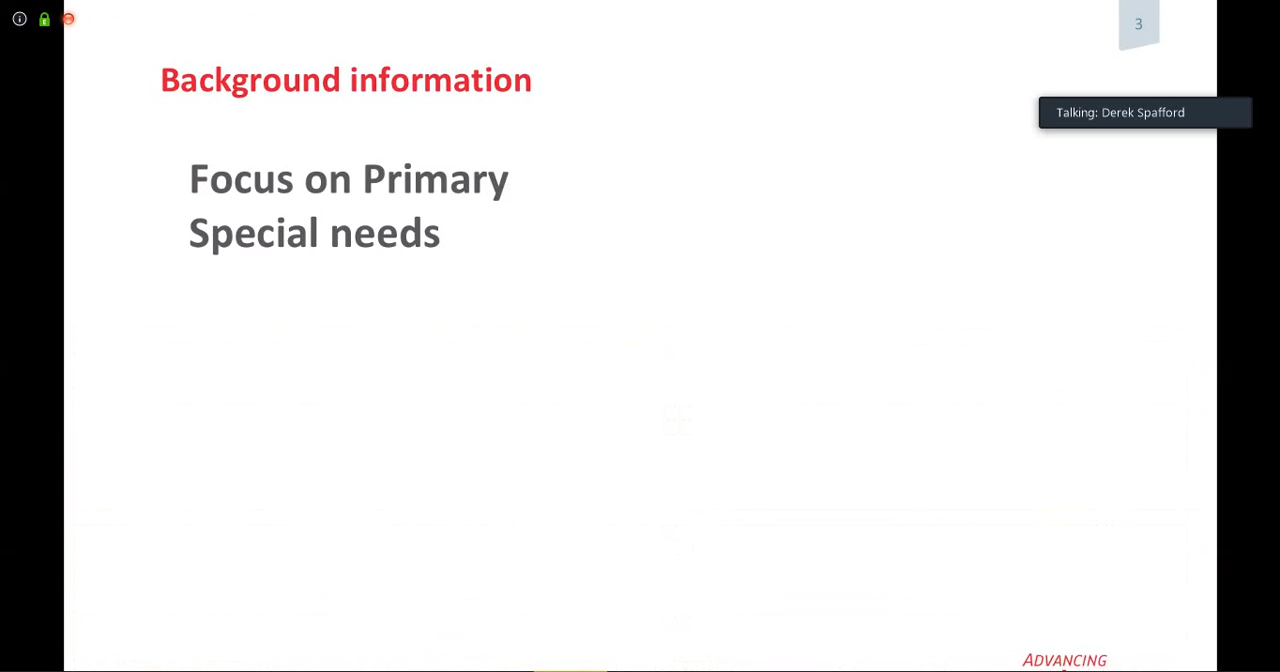 3
Background information
Talking: Derek Spafford
Focus on Primary
Special needs
ADVANCING